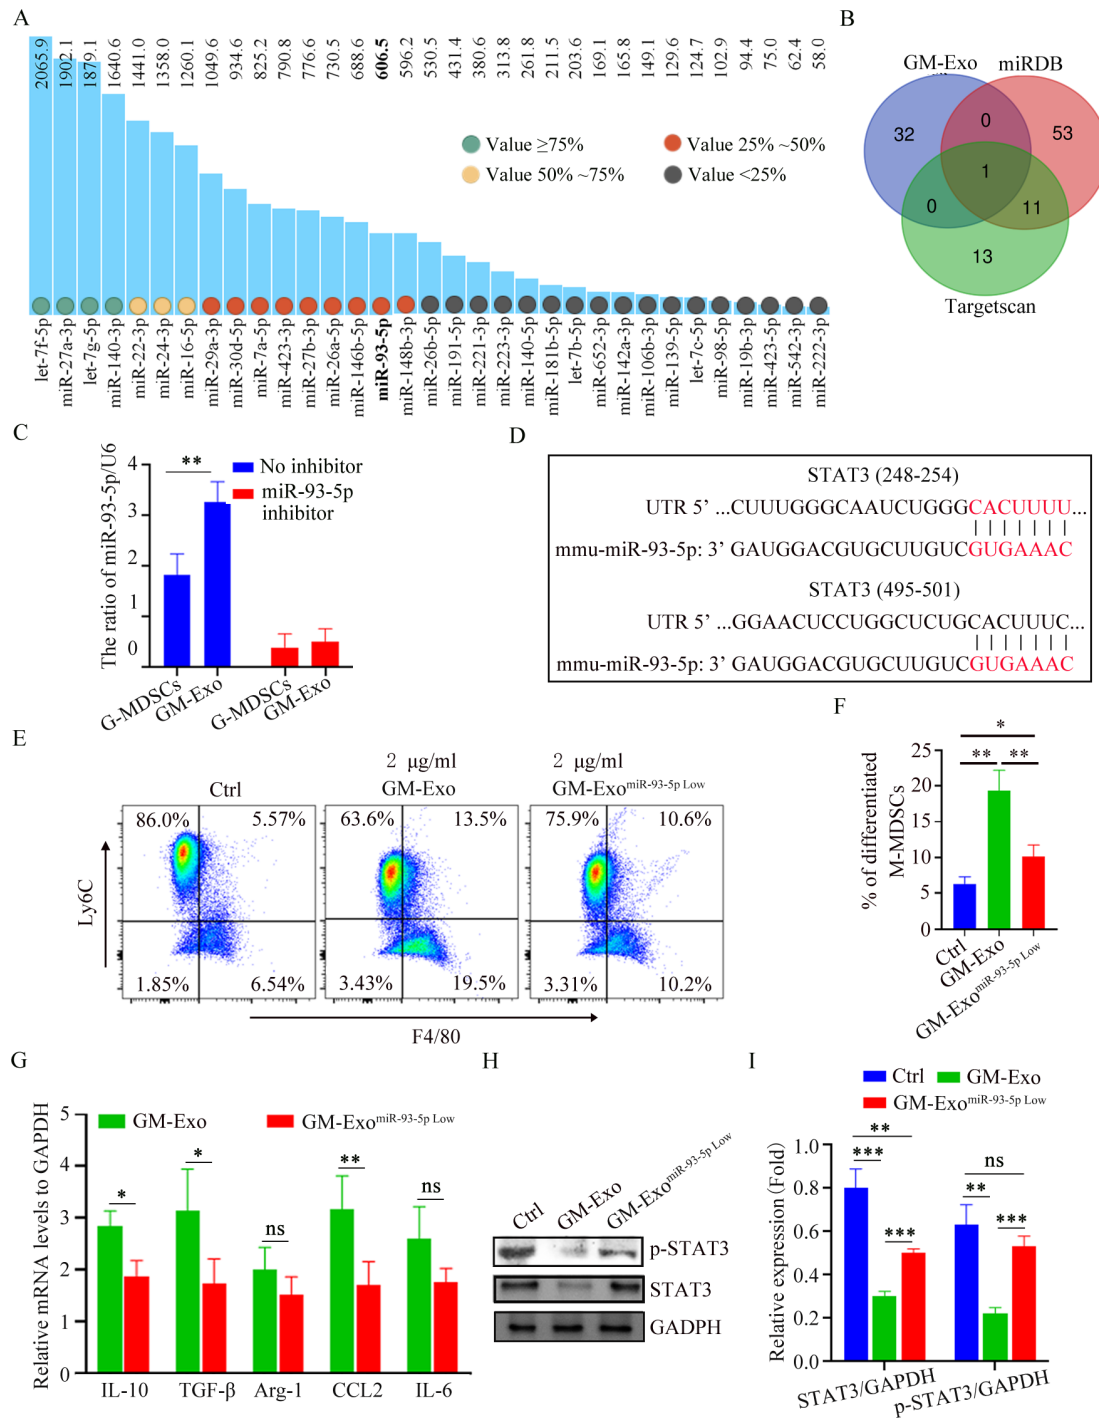 A
2065.9 1902.1 1879.1 1640.6 1441.0 1358.0 1260.1 1049.6 934.6 825.2 790.8 776.6 730.5 688.6 606.5 596.2 530.5 431.4 380.6 313.8 261.8 211.5 203.6 169.1 165.8 149.1 129.6 124.7 102.9 94.4 75.0 62.4 58.0
Value ≥75%
Value 25% ~50%
Value 50% ~75%
Value <25%
let-7f-5p miR-27a-3p let-7g-5p miR-140-3p miR-22-3p miR-24-3p miR-16-5p miR-29a-3p miR-30d-5p miR-7a-5p miR-423-3p miR-27b-3p miR-26a-5p miR-146b-5p miR-93-5p miR-148b-3p miR-26b-5p miR-191-5p miR-221-3p miR-223-3p miR-140-5p miR-181b-5p let-7b-5p miR-652-3p miR-142a-3p miR-106b-3p miR-139-5p let-7c-5p miR-98-5p miR-19b-3p miR-423-5p miR-542-3p miR-222-3p
B
GM-Exo miRDB
32 0 53
1
0 11
13
Targetscan
C
The ratio of miR-93-5p/U6
4
3
2
1
0
**
No inhibitor
miR-93-5p
inhibitor
G-MDSCs GM-Exo G-MDSCs GM-Exo
D
STAT3 (248-254)
UTR 5’ ...CUUUGGGCAAUCUGGGCACUUUU...
mmu-miR-93-5p: 3’ GAUGGACGUGCUUGUCGUGAAAC
STAT3 (495-501)
UTR 5’ ...GGAACUCCUGGCUCUGCACUUUC...
mmu-miR-93-5p: 3’ GAUGGACGUGCUUGUCGUGAAAC
E
Ctrl
2 μg/ml
GM-Exo
2 μg/ml
GM-Exo miR-93-5p Low
86.0% 5.57%
1.85% 6.54%
63.6% 13.5%
3.43% 19.5%
75.9% 10.6%
3.31% 10.2%
Ly6C
F4/80
F
% of differentiated
M-MDSCs
25
20
15
10
5
0
*
** **
Ctrl
GM-Exo
GM-Exo miR-93-5p Low
G
Relative mRNA levels to GAPDH
5
4
3
2
1
0
GM-Exo
GM-Exo miR-93-5p Low
* * ns ** ns
IL-10 TGF-β Arg-1 CCL2 IL-6
H
Ctrl GM-Exo GM-Exo miR-93-5p Low
p-STAT3
STAT3
GADPH
I
Ctrl
GM-Exo
GM-Exo miR-93-5p Low
Relative expression (Fold)
1.0
0.8
0.6
0.4
0.2
0.0
** ns
*** **
*** ***
STAT3/GAPDH p-STAT3/GAPDH